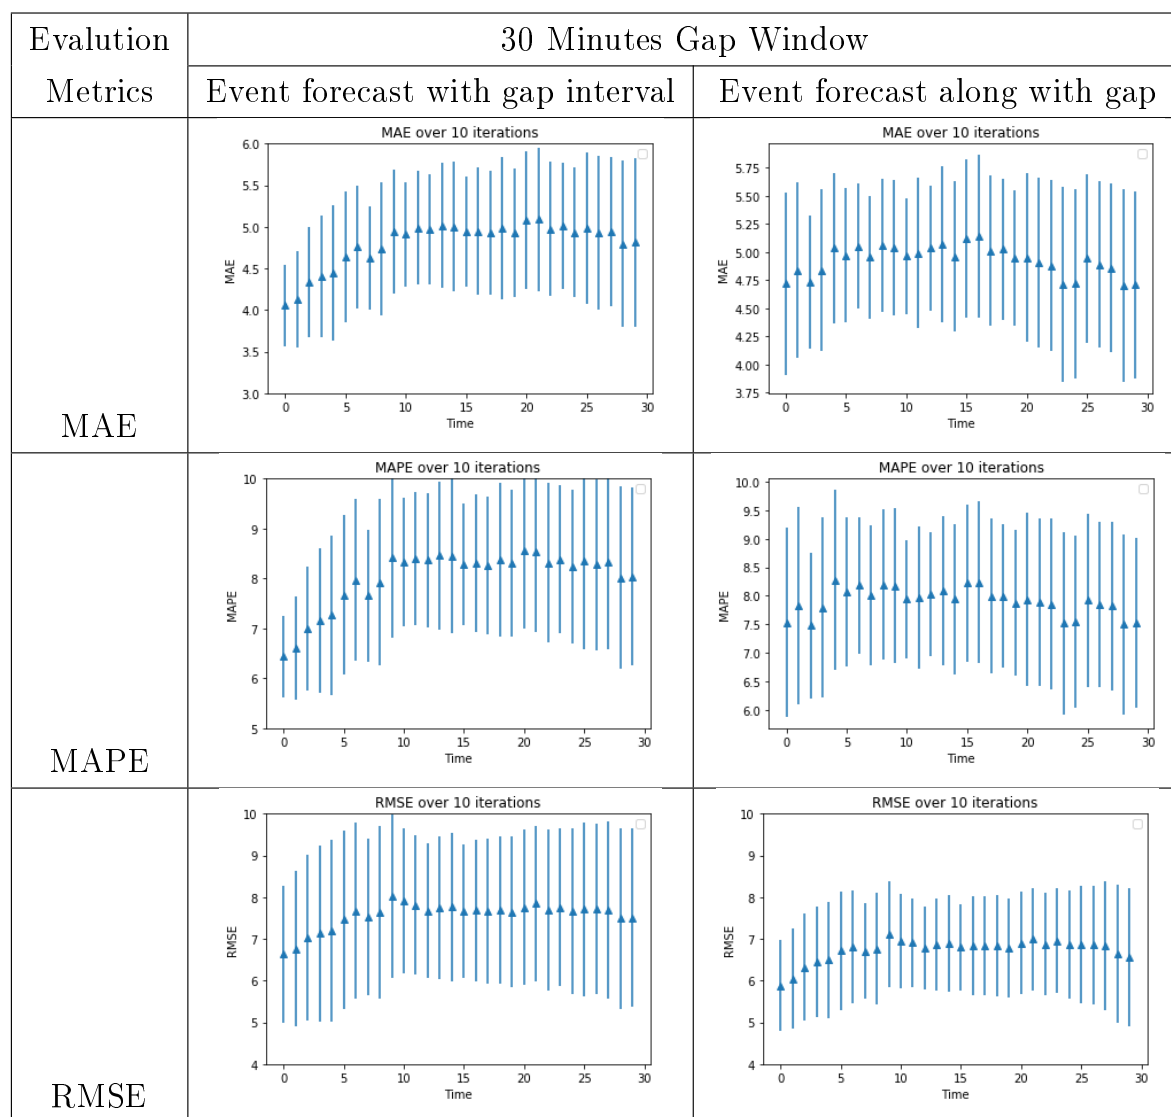 Evalution
Metrics
30 Minutes Gap Window
Event forecast with gap interval
Event forecast along with gap
MAE
MAE over 10 iterations
MAE
6.0
5.5
5.0
4.5
4.0
3.5
3.0
0 5 10 15 20 25 30
Time
MAE over 10 iterations
MAE
5.75
5.50
5.25
5.00
4.75
4.50
4.25
4.00
3.75
0 5 10 15 20 25 30
Time
MAPE
MAPE over 10 iterations
MAPE
10
9
8
7
6
5
0 5 10 15 20 25 30
Time
MAPE over 10 iterations
MAPE
10.0
9.5
9.0
8.5
8.0
7.5
7.0
6.5
6.0
0 5 10 15 20 25 30
Time
RMSE
RMSE over 10 iterations
RMSE
10
9
8
7
6
5
4
0 5 10 15 20 25 30
Time
RMSE over 10 iterations
RMSE
10
9
8
7
6
5
4
0 5 10 15 20 25 30
Time